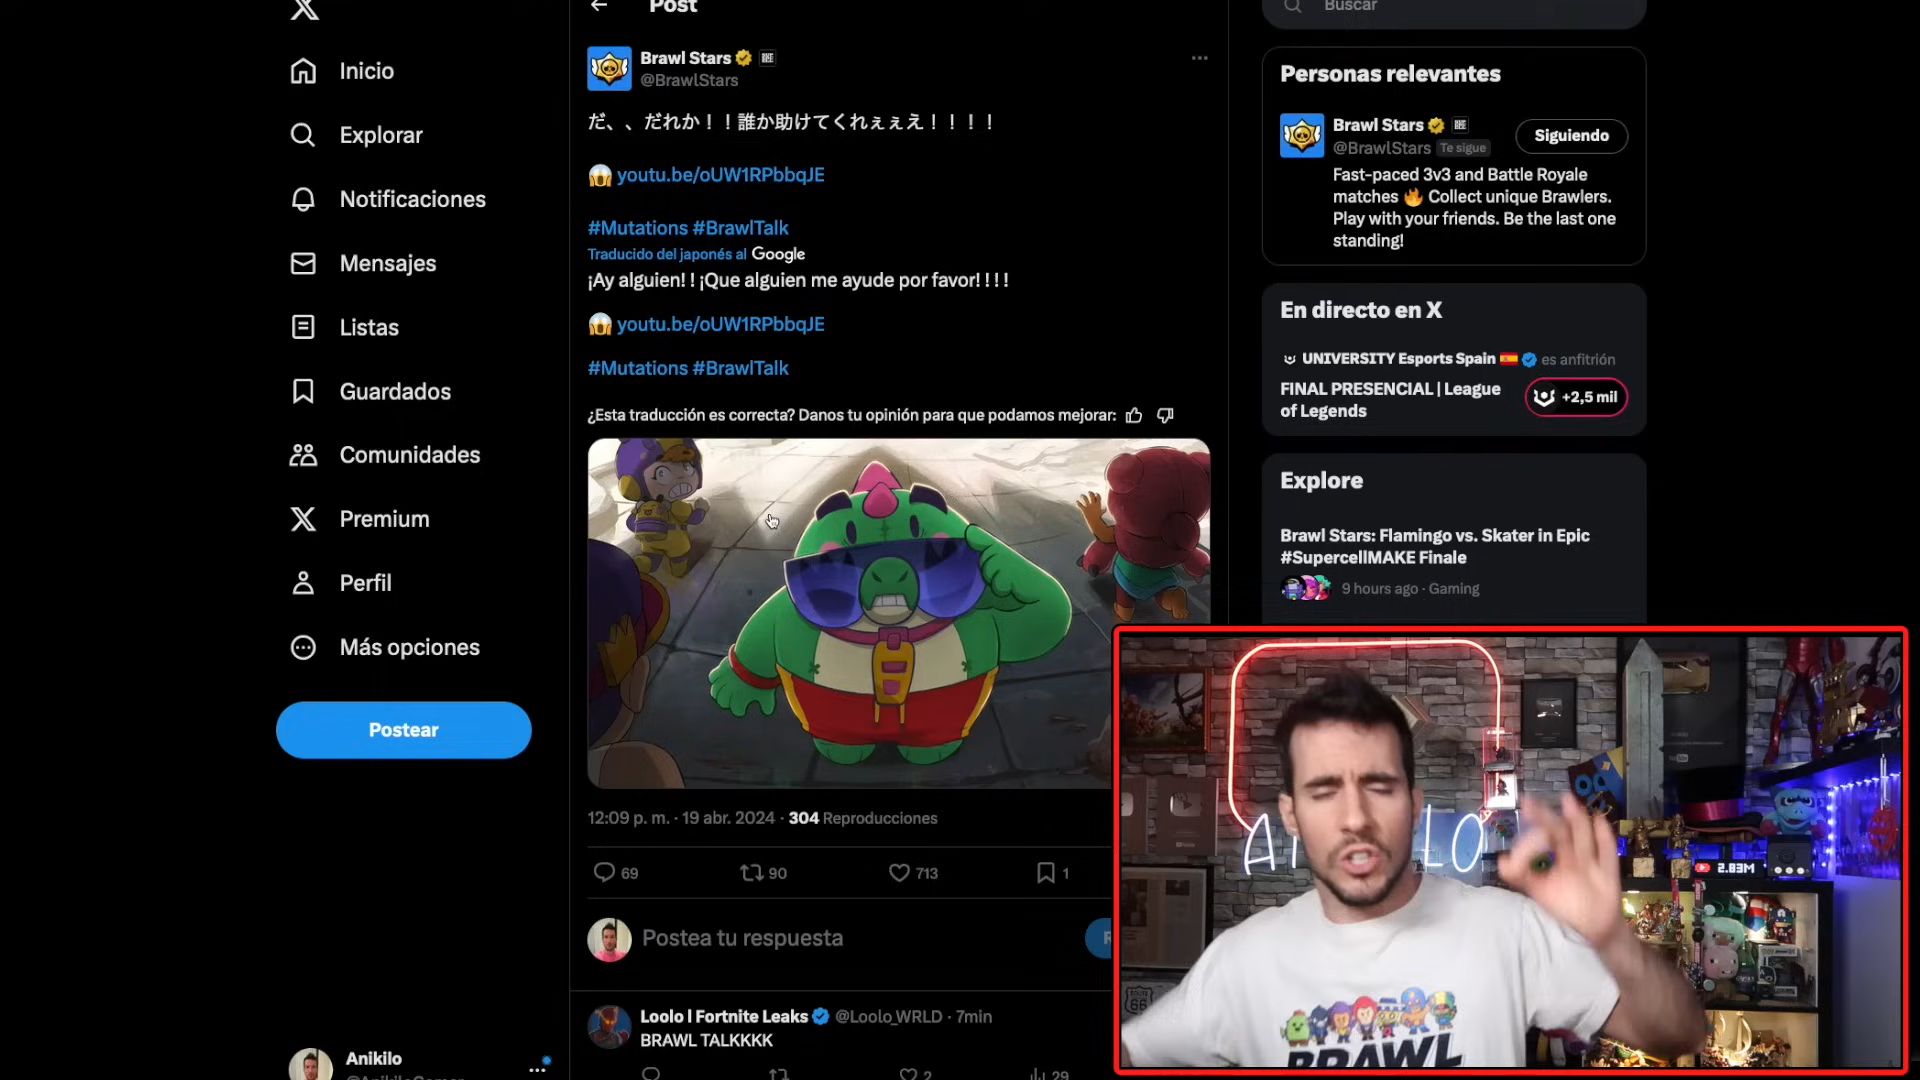 Inicio
Explorar
Notificaciones
Mensajes
Listas
Guardados
Comunidades
Premium
Perfil
Más opciones
Postear
Anikilo
Post
Brawl Stars
@BrawlStars
だ、、だれか！！誰か助けてくれぇぇえ！！！！
😱 youtu.be/oUW1RPbbqJE
#Mutations #BrawlTalk
Traducido del japonés al Google
¡Ay alguien! ! ¡Que alguien me ayude por favor! ! ! !
😱 youtu.be/oUW1RPbbqJE
#Mutations #BrawlTalk
¿Esta traducción es correcta? Danos tu opinión para que podamos mejorar:
12:09 p. m. · 19 abr. 2024 · 304 Reproducciones
69 90 713 1
Postea tu respuesta
Loolo | Fortnite Leaks @Loolo_WRLD · 7min
BRAWL TALKKKK
2 29
Buscar
Personas relevantes
Brawl Stars
@BrawlStars Te sigue
Siguiendo
Fast-paced 3v3 and Battle Royale
matches 🔥 Collect unique Brawlers.
Play with your friends. Be the last one
standing!
En directo en X
UNIVERSITY Esports Spain 🇪🇸 es anfitrión
FINAL PRESENCIAL | League
of Legends
+2,5 mil
Explore
Brawl Stars: Flamingo vs. Skater in Epic
#SupercellMAKE Finale
9 hours ago · Gaming
2.83M
ROUTE
66
BRAWL